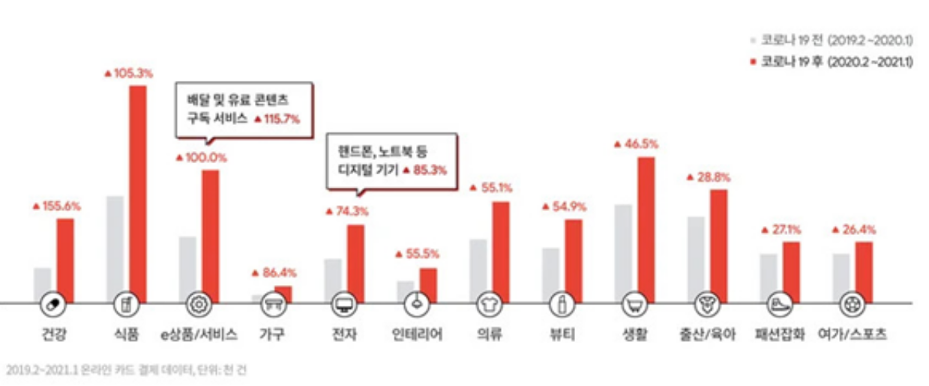 코로나 19 전 (2019.2 ~2020.1)
코로나 19 후 (2020.2 ~2021.1)
▲105.3%
배달 및 유료 콘텐츠
구독 서비스 ▲115.7%
▲100.0%
핸드폰, 노트북 등
디지털 기기 ▲85.3%
▲155.6%
▲86.4%
▲74.3%
▲55.5%
▲55.1%
▲54.9%
▲46.5%
▲28.8%
▲27.1%
▲26.4%
건강 식품 e상품/서비스 가구 전자 인테리어 의류 뷰티 생활 출산/육아 패션잡화 여가/스포츠
2019.2~2021.1 온라인 카드 결제 데이터, 단위: 천 건